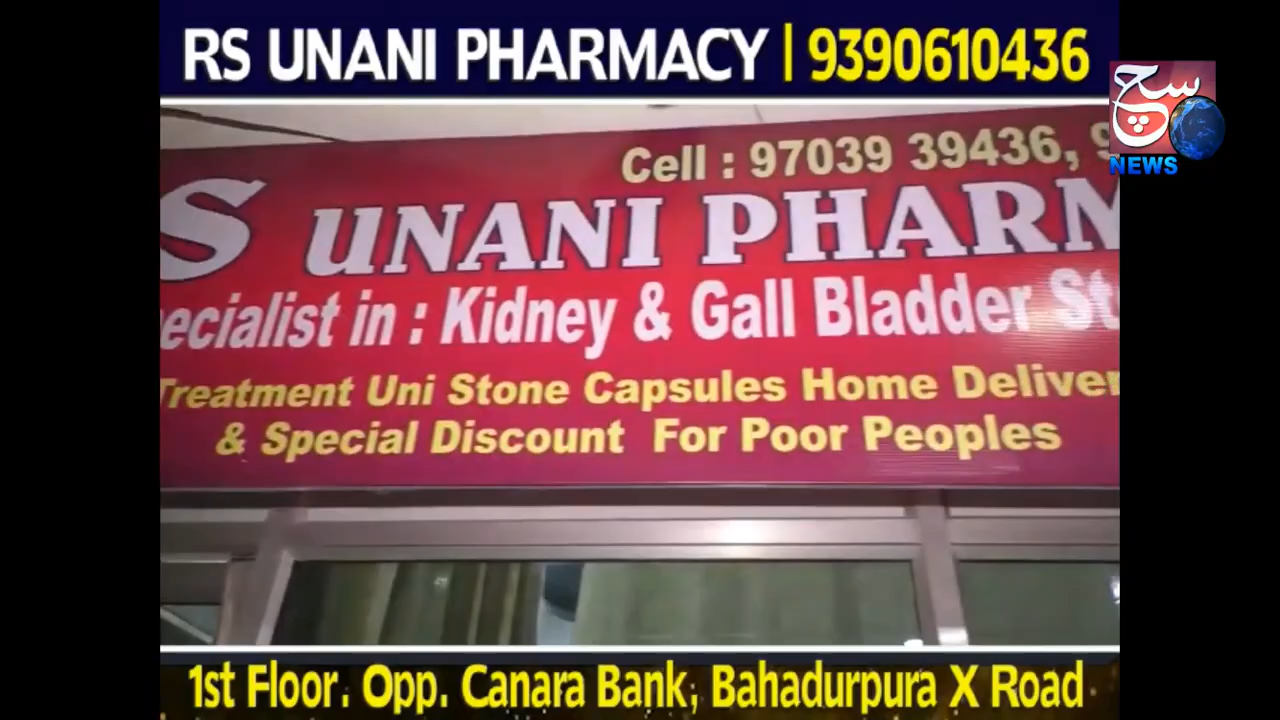 RS UNANI PHARMACY | 9390610436
سچ
NEWS
Cell : 97039 39436, 9
S UNANI PHARM
ecialist in : Kidney & Gall Bladder St
Treatment Uni Stone Capsules Home Deliver
& Special Discount For Poor Peoples
1st Floor. Opp. Canara Bank, Bahadurpura X Road